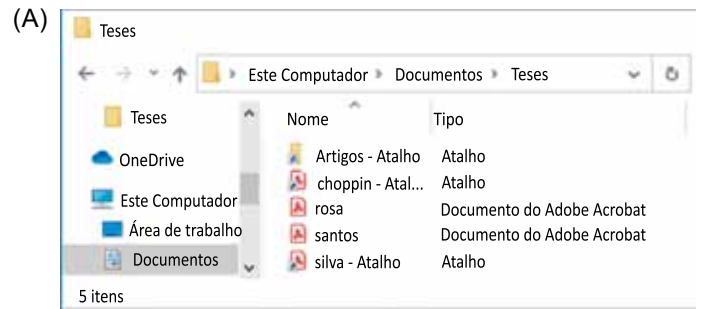 (A)
Teses
Este Computador Documentos Teses
Teses
OneDrive
Este Computador
Área de trabalho
Documentos
Nome Tipo
Artigos - Atalho Atalho
choppin - Atal... Atalho
rosa Documento do Adobe Acrobat
santos Documento do Adobe Acrobat
silva - Atalho Atalho
5 itens